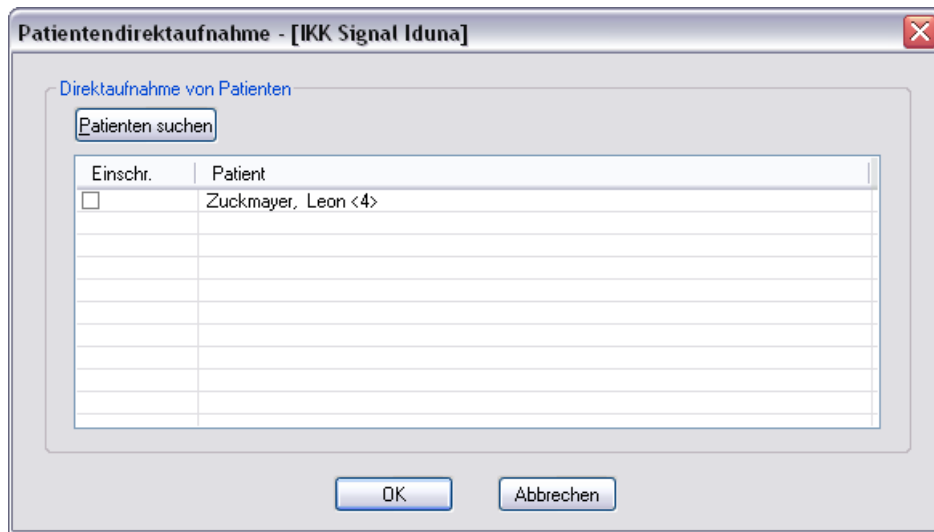 Patientendirektaufnahme - [IKK Signal Iduna]
Direktaufnahme von Patienten
Patienten suchen
Einschr. Patient
Zuckmayer, Leon <4>
OK Abbrechen